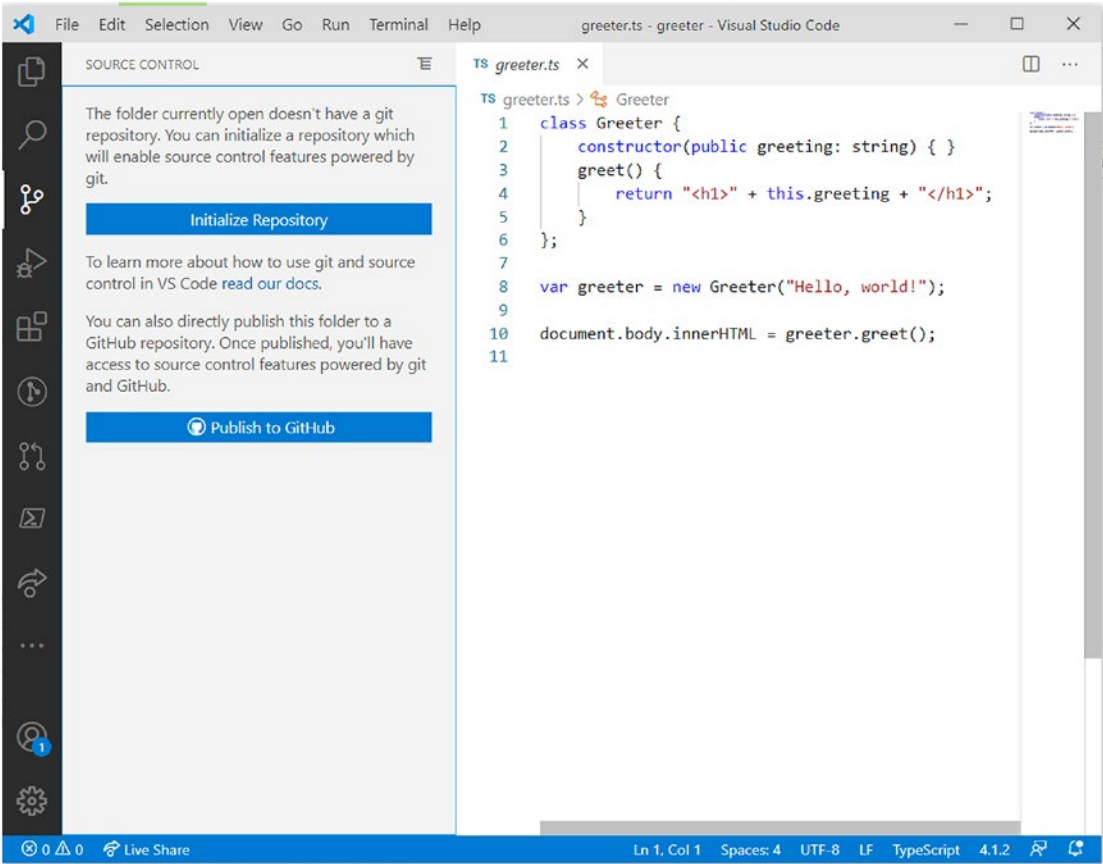 File Edit Selection View Go Run Terminal Help greeter.ts - greeter - Visual Studio Code
SOURCE CONTROL
The folder currently open doesn't have a git
repository. You can initialize a repository which
will enable source control features powered by
git.
Initialize Repository
To learn more about how to use git and source
control in VS Code read our docs.
You can also directly publish this folder to a
GitHub repository. Once published, you'll have
access to source control features powered by git
and GitHub.
Publish to GitHub
1
TS greeter.ts
TS greeter.ts > Greeter
1 class Greeter {
2     constructor(public greeting: string) { }
3     greet() {
4         return "<h1>" + this.greeting + "</h1>";
5     }
6 };
7
8 var greeter = new Greeter("Hello, world!");
9
10 document.body.innerHTML = greeter.greet();
11
0 0 Live Share Ln 1, Col 1 Spaces: 4 UTF-8 LF TypeScript 4.1.2